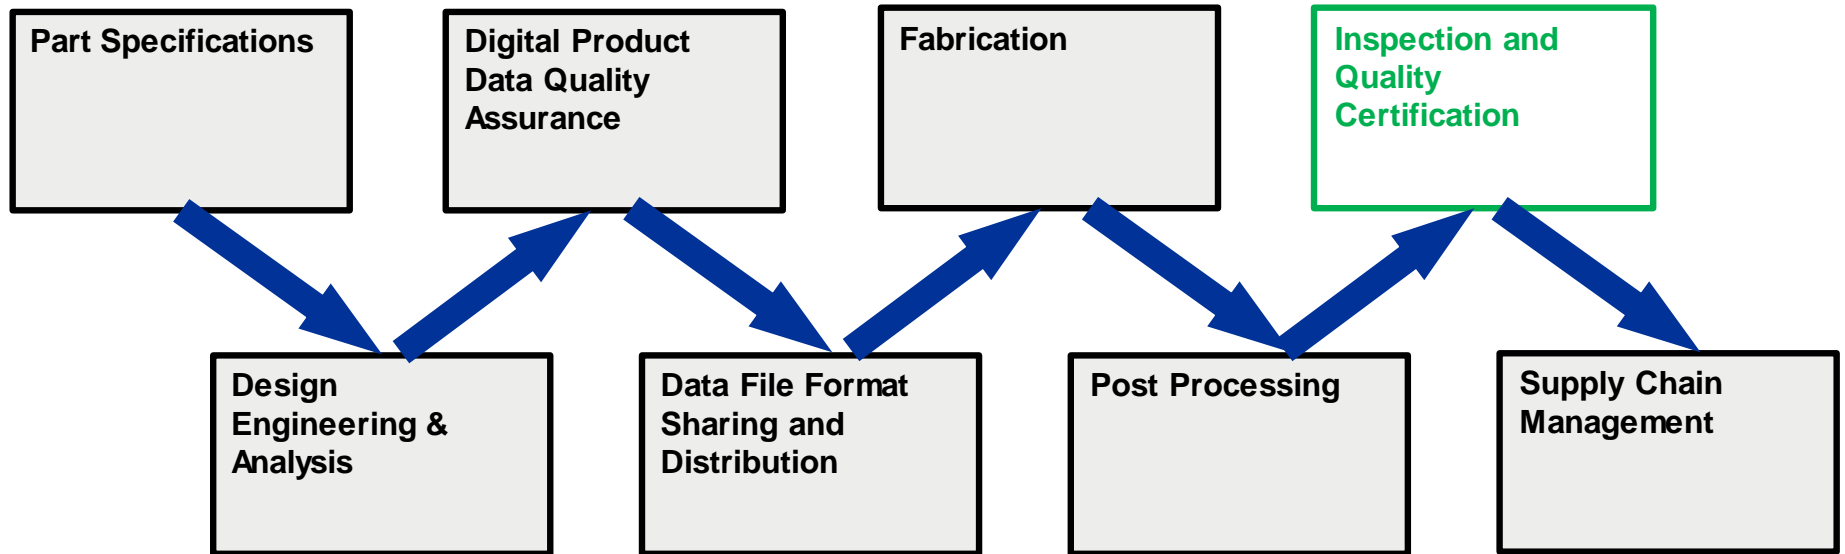 Part Specifications
Digital Product
Data Quality
Assurance
Fabrication
Inspection and
Quality
Certification
Design
Engineering &
Analysis
Data File Format
Sharing and
Distribution
Post Processing
Supply Chain
Management